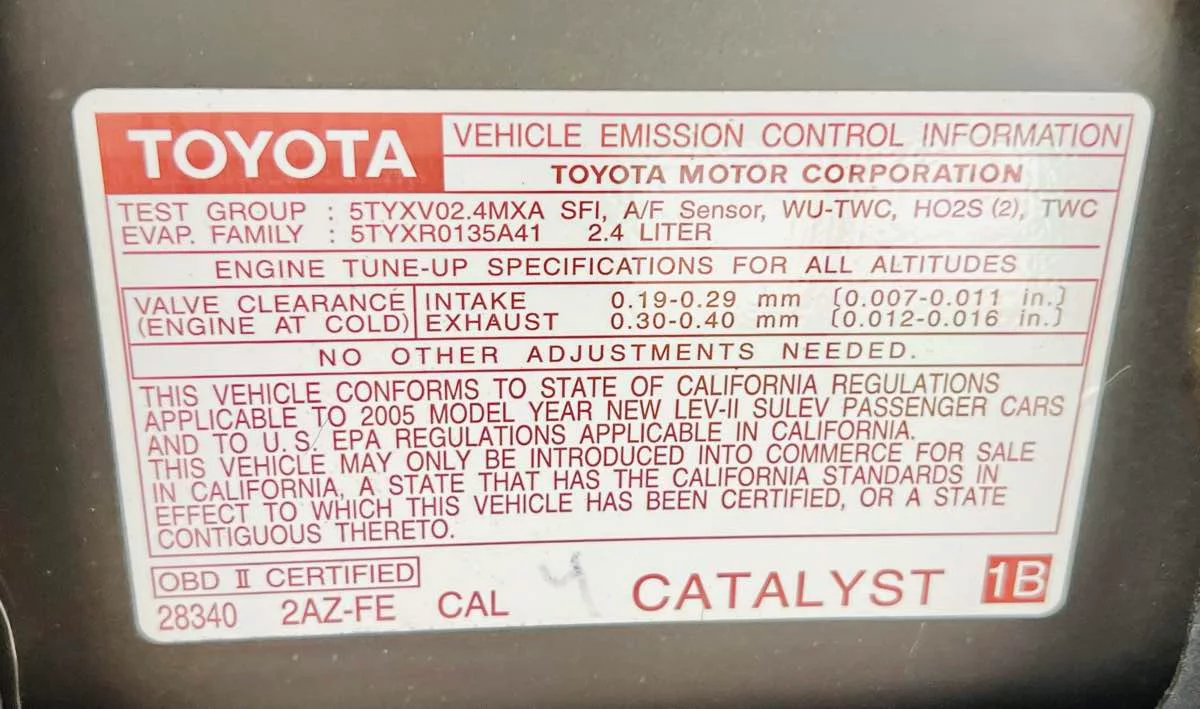 TOYOTA
VEHICLE EMISSION CONTROL INFORMATION
TOYOTA MOTOR CORPORATION
TEST GROUP : 5TYXV02.4MXA SFI, A/F Sensor, WU-TWC, HO2S (2), TWC
EVAP. FAMILY : 5TYXR0135A41 2.4 LITER
ENGINE TUNE-UP SPECIFICATIONS FOR ALL ALTITUDES
VALVE CLEARANCE INTAKE 0.19-0.29 mm (0.007-0.011 in.)
(ENGINE AT COLD) EXHAUST 0.30-0.40 mm (0.012-0.016 in.)
NO OTHER ADJUSTMENTS NEEDED.
THIS VEHICLE CONFORMS TO STATE OF CALIFORNIA REGULATIONS
APPLICABLE TO 2005 MODEL YEAR NEW LEV-II SULEV PASSENGER CARS
AND TO U.S. EPA REGULATIONS APPLICABLE IN CALIFORNIA.
THIS VEHICLE MAY ONLY BE INTRODUCED INTO COMMERCE FOR SALE
IN CALIFORNIA, A STATE THAT HAS THE CALIFORNIA STANDARDS IN
EFFECT TO WHICH THIS VEHICLE HAS BEEN CERTIFIED, OR A STATE
CONTIGUOUS THERETO.
OBD II CERTIFIED
28340 2AZ-FE CAL 4 CATALYST 1B